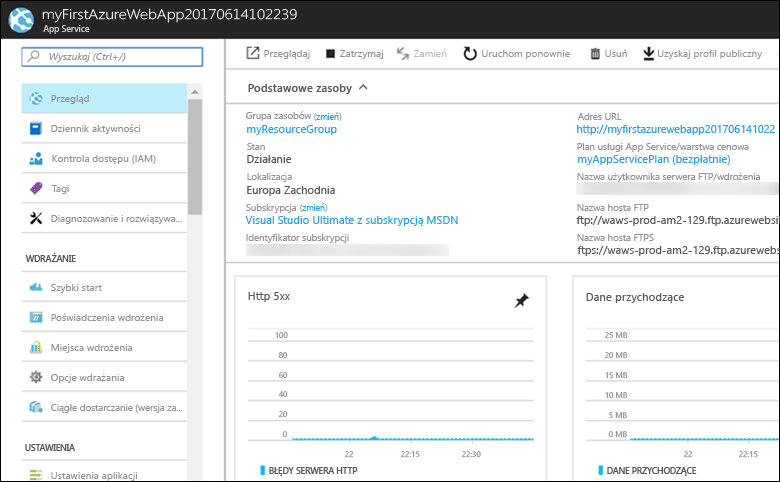 myFirstAzureWebApp20170614102239
App Service
Wyszukaj (Ctrl+/)
Przegląd
Dziennik aktywności
Kontrola dostępu (IAM)
Tagi
Diagnozowanie i rozwiązywa...
WDRAŻANIE
Szybki start
Poświadczenia wdrożenia
Miejsca wdrożenia
Opcje wdrażania
Ciągłe dostarczanie (wersja za...
USTAWIENIA
Ustawienia aplikacji
Przeglądaj Zatrzymaj Zamień Uruchom ponownie Usuń Uzyskaj profil publiczny
Podstawowe zasoby
Grupa zasobów (zmień)
myResourceGroup
Stan
Działanie
Lokalizacja
Europa Zachodnia
Subskrypcja (zmień)
Visual Studio Ultimate z subskrypcją MSDN
Identyfikator subskrypcji
Adres URL
http://myfirstazurewebapp201706141022
Plan usługi App Service/warstwa cenowa
myAppServicePlan (bezpłatnie)
Nazwa użytkownika serwera FTP/wdrożenia
Nazwa hosta FTP
ftp://waws-prod-am2-129.ftp.azurewebsi
Nazwa hosta FTPS
ftps://waws-prod-am2-129.ftp.azurewebs
Http 5xx
100
80
60
40
20
0
22 22:15 22:30
BŁĘDY SERWERA HTTP
Dane przychodzące
25 MB
20 MB
15 MB
10 MB
5 MB
0 MB
22 22:15
DANE PRZYCHODZĄCE